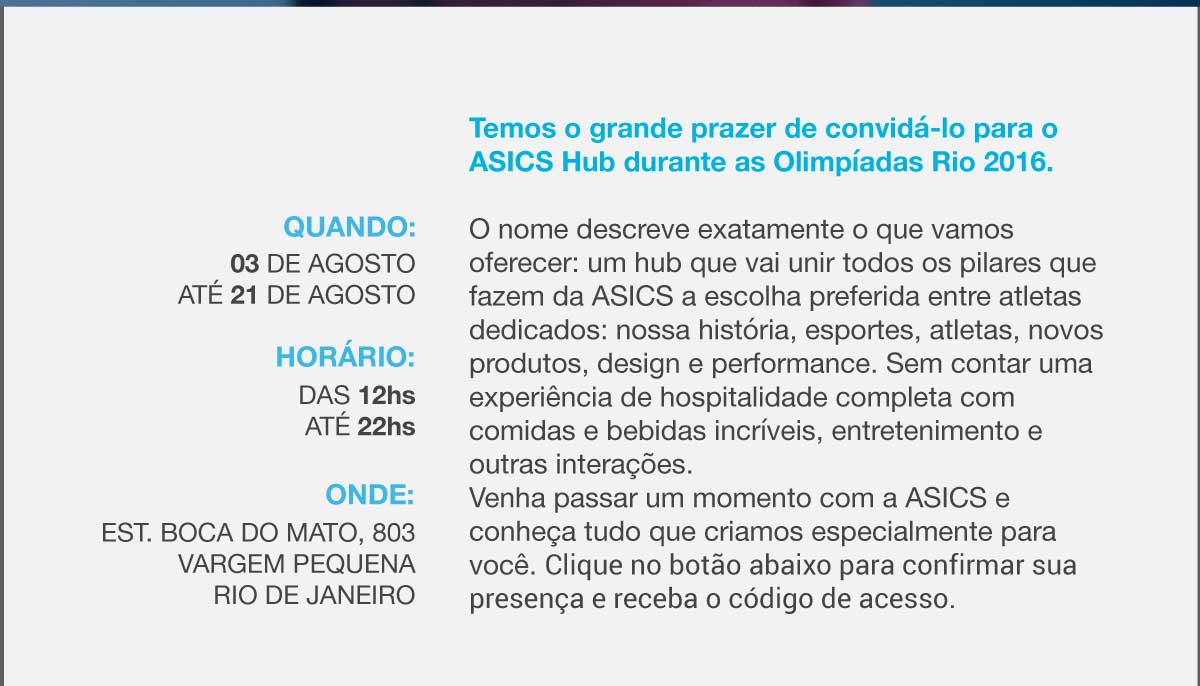 Temos o grande prazer de convidá-lo para o
ASICS Hub durante as Olimpíadas Rio 2016.
QUANDO:
03 DE AGOSTO
ATÉ 21 DE AGOSTO
HORÁRIO:
DAS 12hs
ATÉ 22hs
ONDE:
EST. BOCA DO MATO, 803
VARGEM PEQUENA
RIO DE JANEIRO
O nome descreve exatamente o que vamos
oferecer: um hub que vai unir todos os pilares que
fazem da ASICS a escolha preferida entre atletas
dedicados: nossa história, esportes, atletas, novos
produtos, design e performance. Sem contar uma
experiência de hospitalidade completa com
comidas e bebidas incríveis, entretenimento e
outras interações.
Venha passar um momento com a ASICS e
conheça tudo que criamos especialmente para
você. Clique no botão abaixo para confirmar sua
presença e receba o código de acesso.